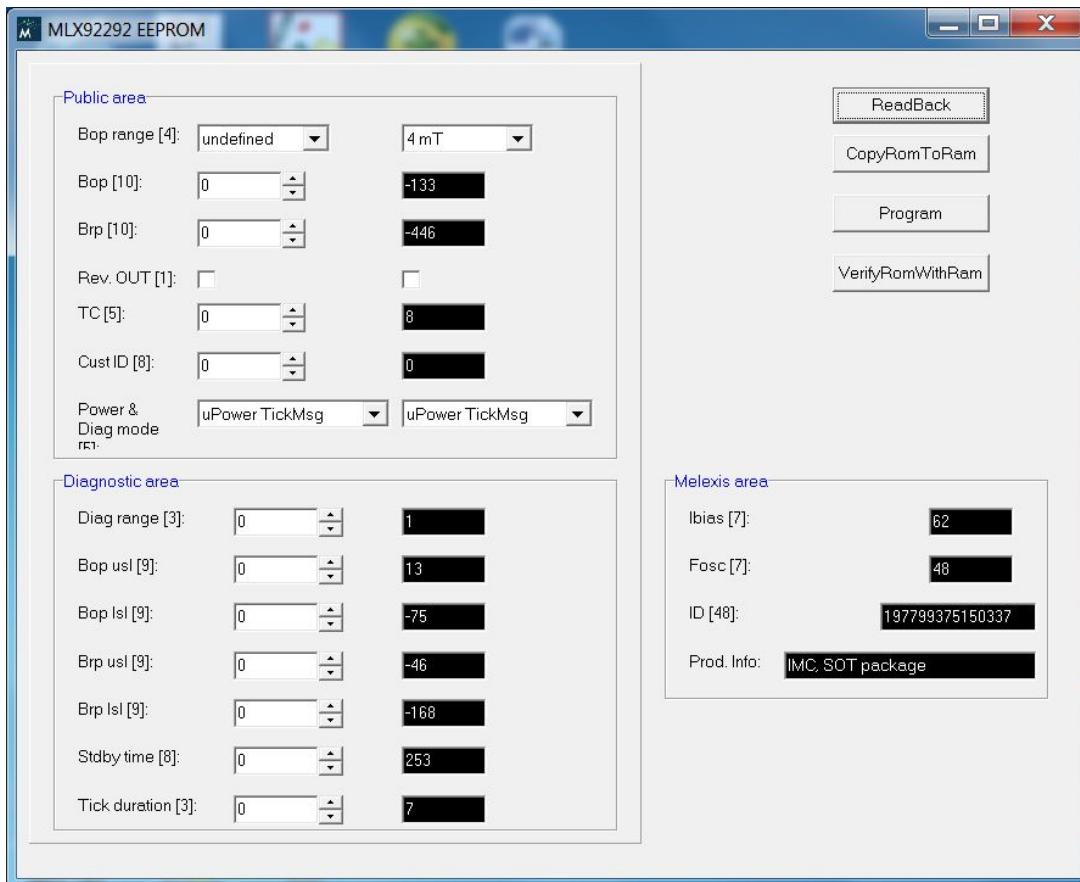 MLX92292 EEPROM
Public area
Bop range [4]: undefined 4 mT
Bop [10]: 0 -133
Brp [10]: 0 -446
Rev. OUT [1]:
TC [5]: 0 8
Cust ID [8]: 0 0
Power & uPower TickMsg uPower TickMsg
Diag mode
[5]:
ReadBack
CopyRomToRam
Program
VerifyRomWithRam
Diagnostic area
Diag range [3]: 0 1
Bop usl [9]: 0 13
Bop lsl [9]: 0 -75
Brp usl [9]: 0 -46
Brp lsl [9]: 0 -168
Stdby time [8]: 0 253
Tick duration [3]: 0 7
Melexis area
Ibias [7]: 62
Fosc [7]: 48
ID [48]: 197799375150337
Prod. Info: IMC, SOT package